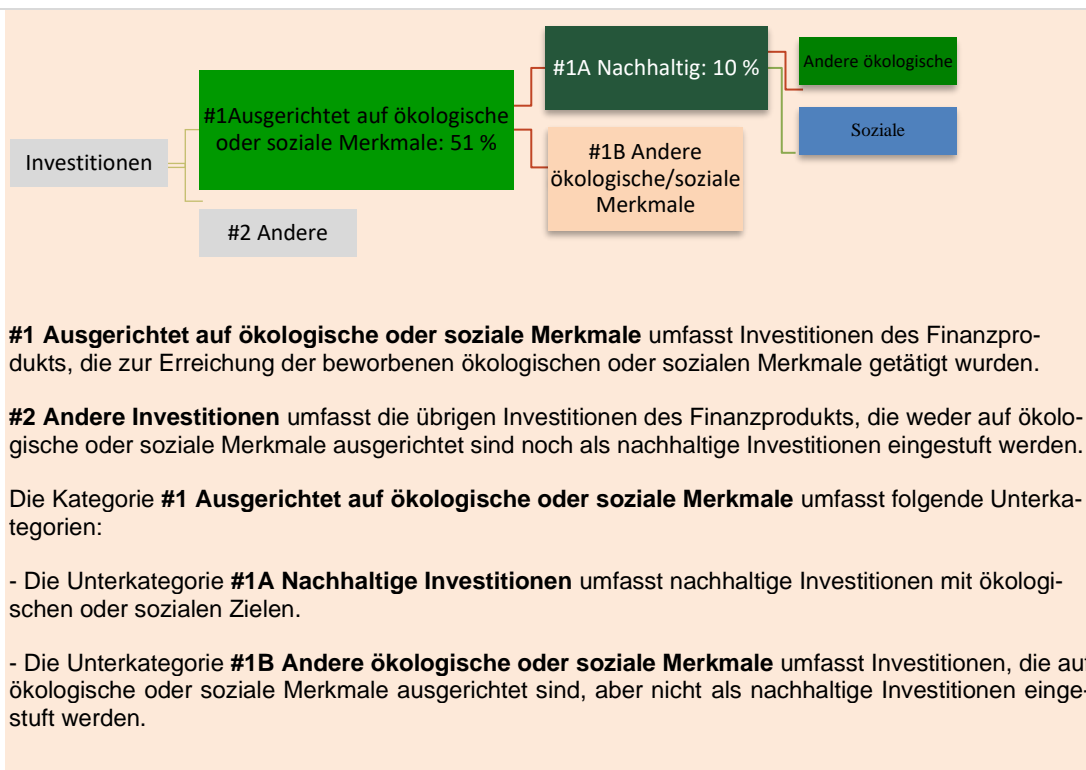 #1A Nachhaltig: 10 %
Andere ökologische
#1Ausgerichtet auf ökologische
oder soziale Merkmale: 51 %
Soziale
Investitionen
#1B Andere
ökologische/soziale
Merkmale
#2 Andere
#1 Ausgerichtet auf ökologische oder soziale Merkmale umfasst Investitionen des Finanzpro-
dukts, die zur Erreichung der beworbenen ökologischen oder sozialen Merkmale getätigt wurden.
#2 Andere Investitionen umfasst die übrigen Investitionen des Finanzprodukts, die weder auf ökolo-
gische oder soziale Merkmale ausgerichtet sind noch als nachhaltige Investitionen eingestuft werden.
Die Kategorie #1 Ausgerichtet auf ökologische oder soziale Merkmale umfasst folgende Unterka-
tegorien:
- Die Unterkategorie #1A Nachhaltige Investitionen umfasst nachhaltige Investitionen mit ökologi-
schen oder sozialen Zielen.
- Die Unterkategorie #1B Andere ökologische oder soziale Merkmale umfasst Investitionen, die auf
ökologische oder soziale Merkmale ausgerichtet sind, aber nicht als nachhaltige Investitionen einge-
stuft werden.